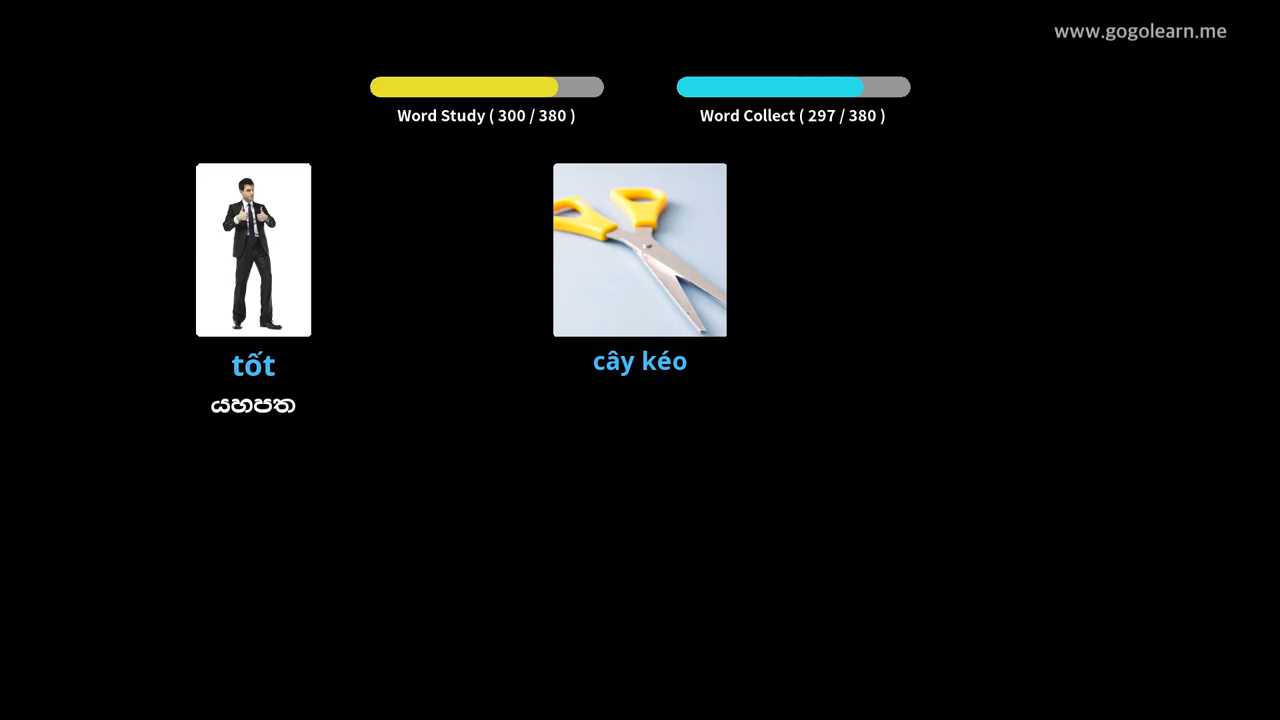 www.gogolearn.me
Word Study ( 300 / 380 )
Word Collect ( 297 / 380 )
tốt
යහපත
cây kéo